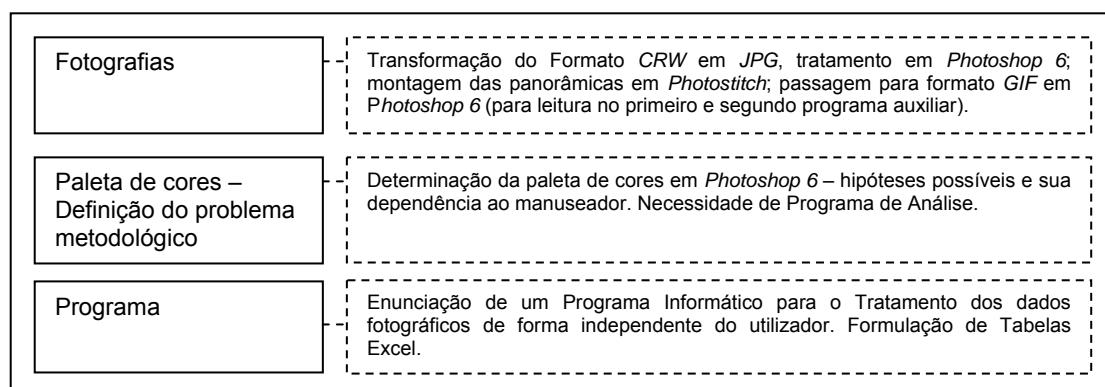 Fotografias
Transformação do Formato CRW em JPG, tratamento em Photoshop 6;
montagem das panorâmicas em Photostitch; passagem para formato GIF em
Photoshop 6 (para leitura no primeiro e segundo programa auxiliar).
Paleta de cores –
Definição do problema
metodológico
Determinação da paleta de cores em Photoshop 6 – hipóteses possíveis e sua
dependência ao manuseador. Necessidade de Programa de Análise.
Programa
Enunciação de um Programa Informático para o Tratamento dos dados
fotográficos de forma independente do utilizador. Formulação de Tabelas
Excel.